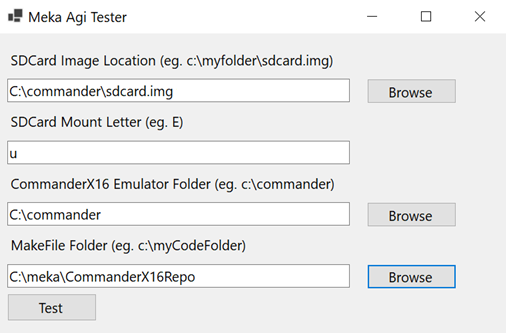 Meka Agi Tester
SDCard Image Location (eg. c:\myfolder\sdcard.img)
C:\commander\sdcard.img Browse
SDCard Mount Letter (eg. E)
u
CommanderX16 Emulator Folder (eg. c:\commander)
C:\commander Browse
MakeFile Folder (eg. c:\myCodeFolder)
C:\meka\CommanderX16Repo Browse
Test